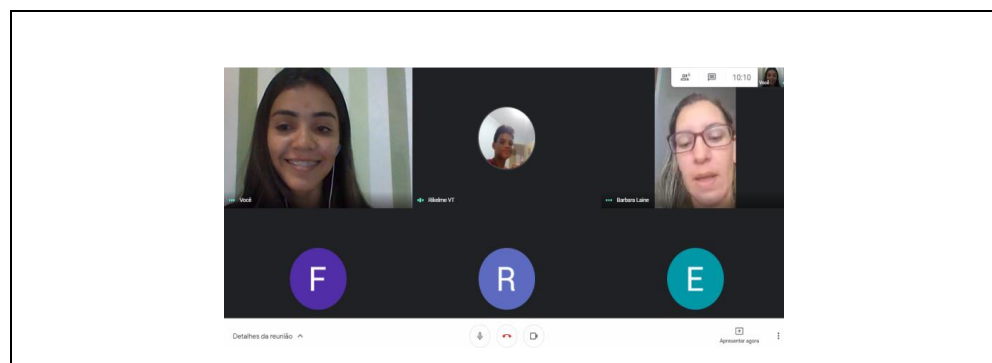 10:10
Você
Você
Rikelme VT
Barbara Laine
F
R
E
Detalhes da reunião
Apresentar agora